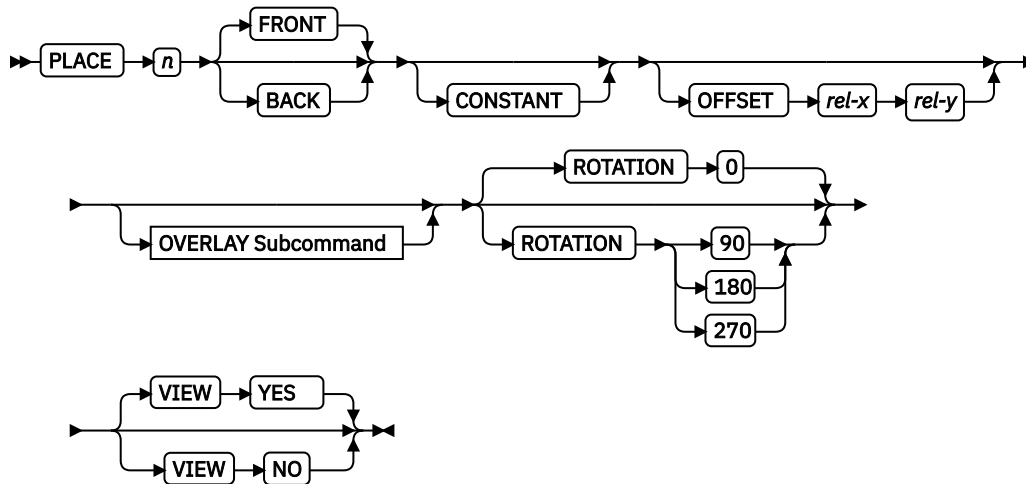 FRONT
PLACE n
BACK
CONSTANT
OFFSET rel-x rel-y
ROTATION 0
OVERLAY Subcommand
ROTATION 90
180
270
VIEW YES
VIEW NO